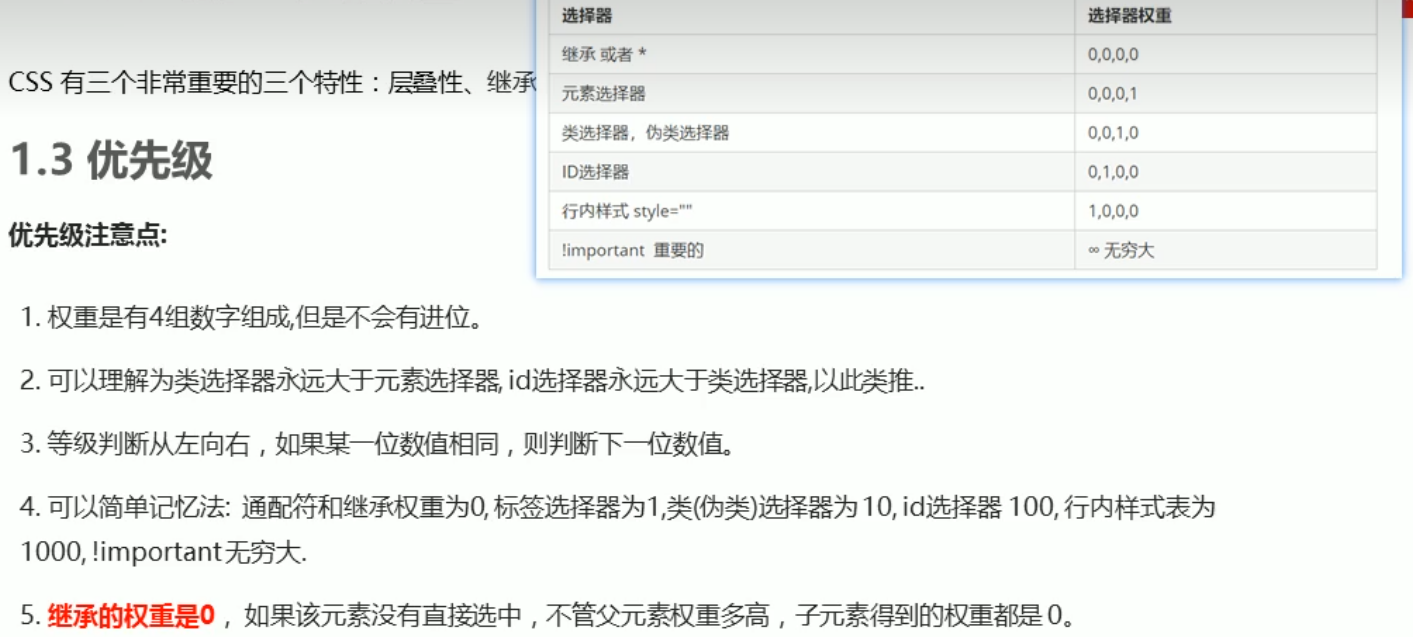 选择器 选择器权重
继承 或者 * 0,0,0,0
CSS 有三个非常重要的三个特性：层叠性、继承
元素选择器 0,0,0,1
类选择器，伪类选择器 0,0,1,0
1.3 优先级
ID选择器 0,1,0,0
行内样式 style="" 1,0,0,0
优先级注意点:
!important 重要的 ∞ 无穷大
1. 权重是有4组数字组成,但是不会有进位。
2. 可以理解为类选择器永远大于元素选择器, id选择器永远大于类选择器,以此类推..
3. 等级判断从左向右，如果某一位数值相同，则判断下一位数值。
4. 可以简单记忆法: 通配符和继承权重为0, 标签选择器为1,类(伪类)选择器为 10, id选择器 100, 行内样式表为
1000, !important无穷大.
5. 继承的权重是0 ，如果该元素没有直接选中，不管父元素权重多高，子元素得到的权重都是 0。